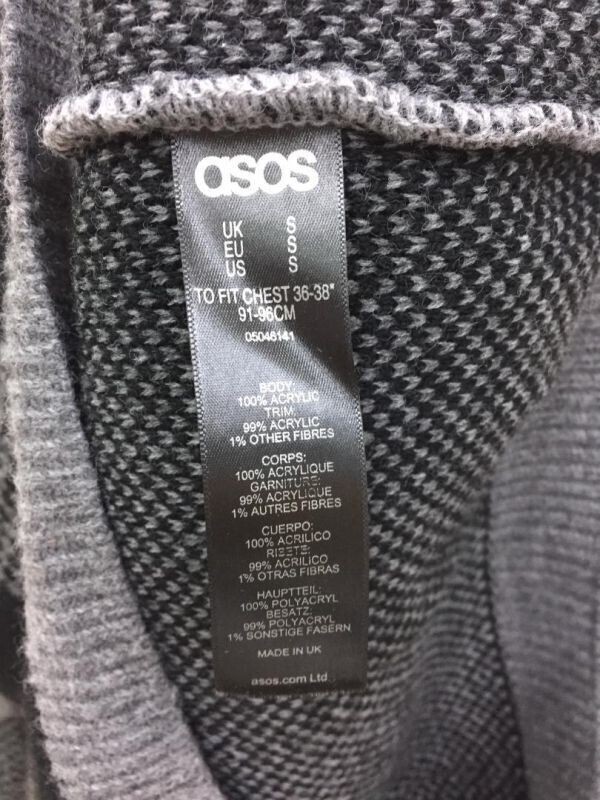 asos
UK S
EU S
US S
TO FIT CHEST 36-38"
91-96CM
05046141
BODY:
100% ACRYLIC
TRIM:
99% ACRYLIC
1% OTHER FIBRES
CORPS:
100% ACRYLIQUE
GARNITURE:
99% ACRYLIQUE
1% AUTRES FIBRES
CUERPO:
100% ACRILICO
RIBETE:
99% ACRILICO
1% OTRAS FIBRAS
HAUPTTEIL:
100% POLYACRYL
BESATZ:
99% POLYACRYL
1% SONSTIGE FASERN
MADE IN UK
asos.com Ltd